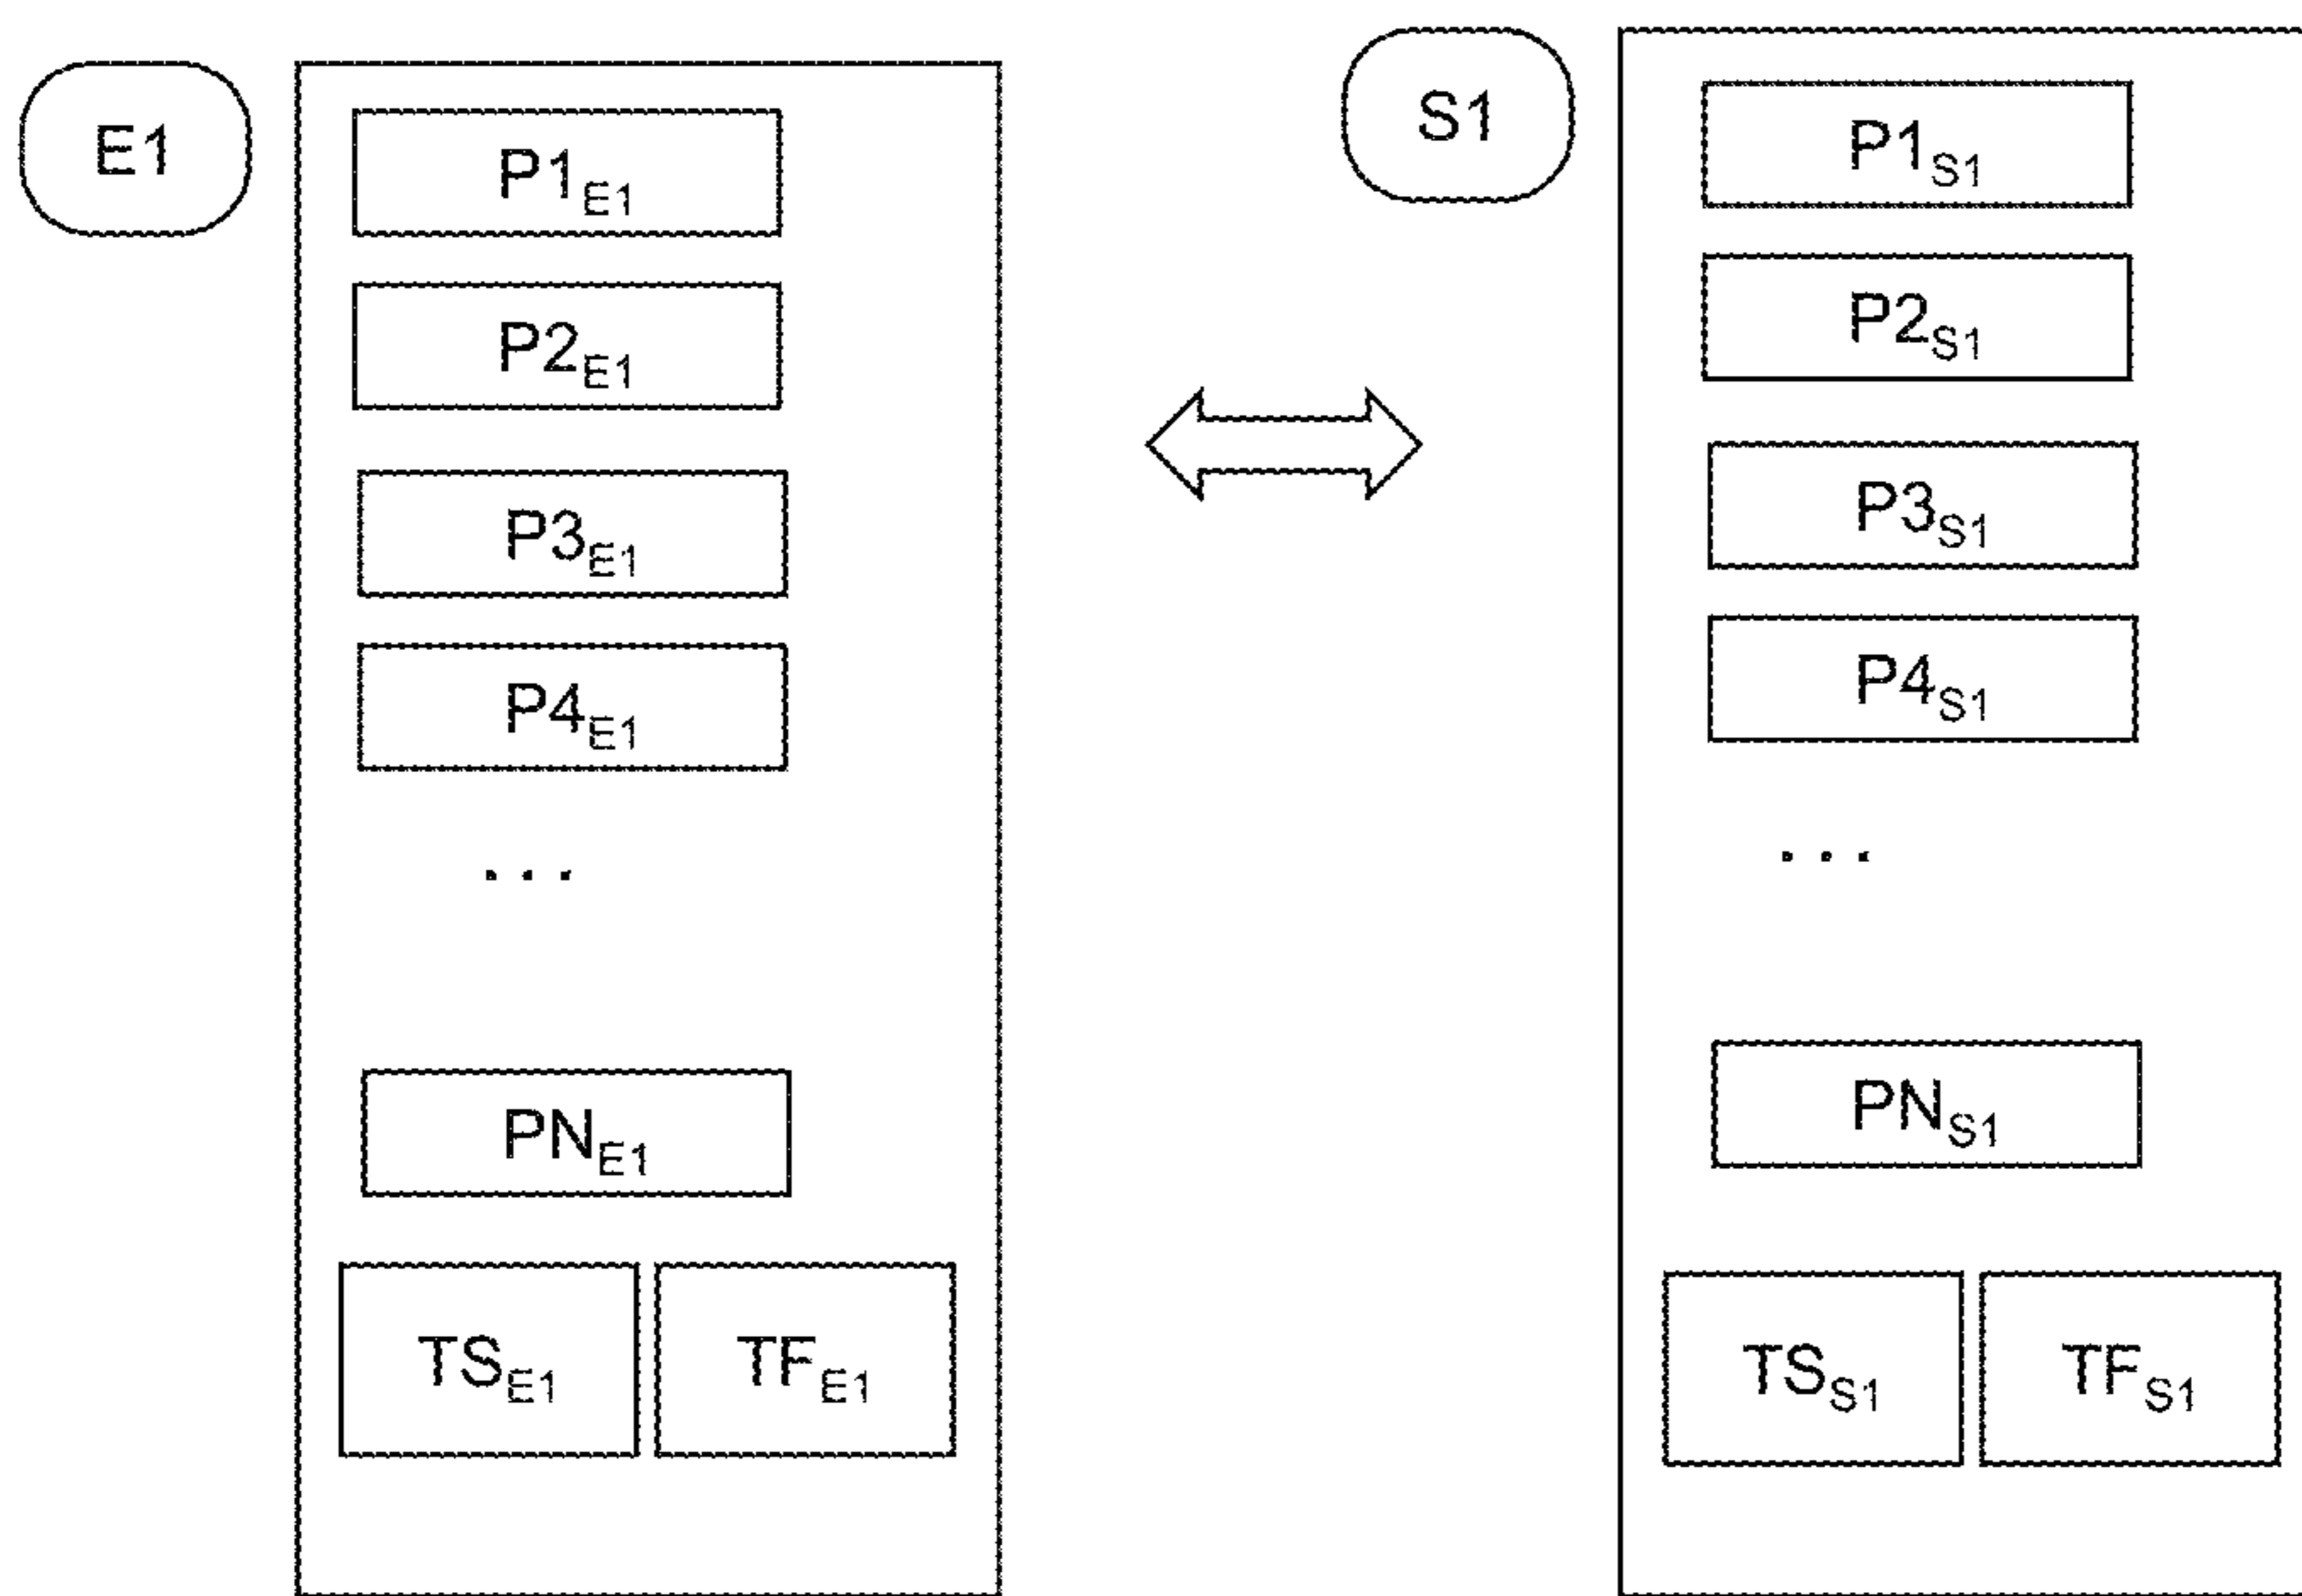 E1
P1E1
P2E1
P3E1
P4E1
...
PNE1
TSE1 TFE1
S1
P1S1
P2S1
P3S1
P4S1
...
PNS1
TSS1 TFS1